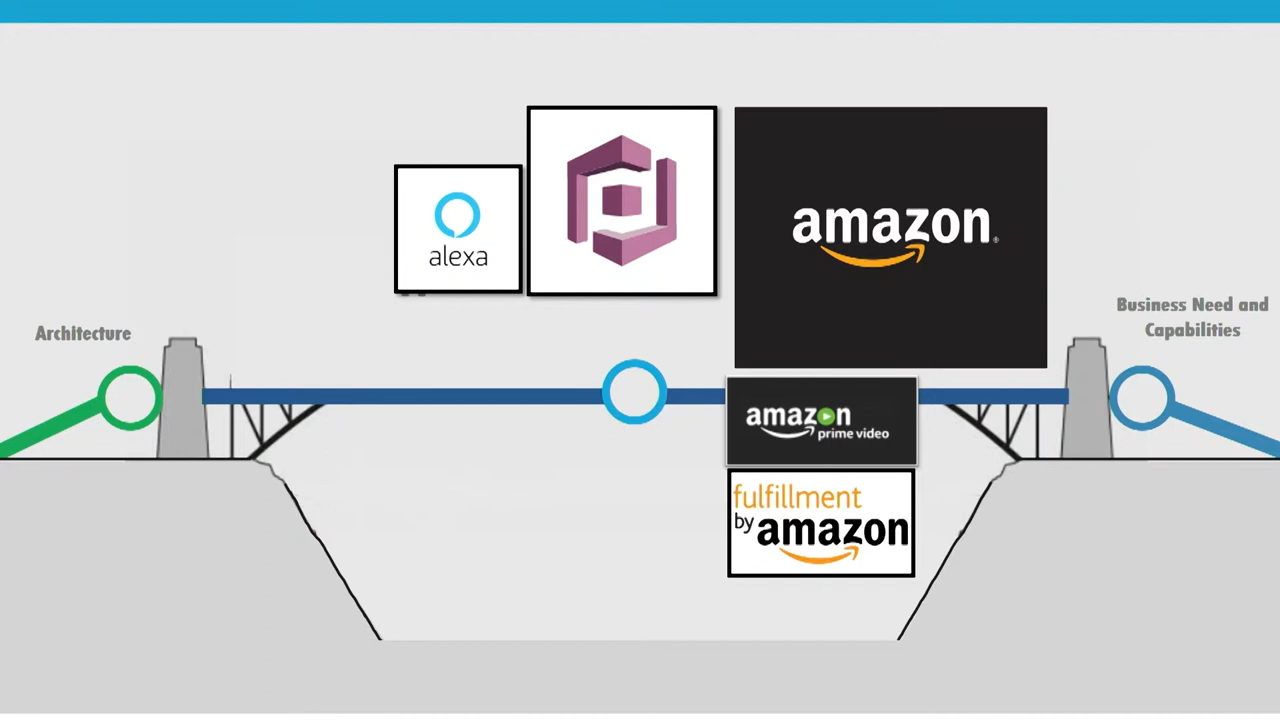 alexa
amazon®
Architecture
Business Need and
Capabilities
amazon
prime video
fulfillment
by amazon